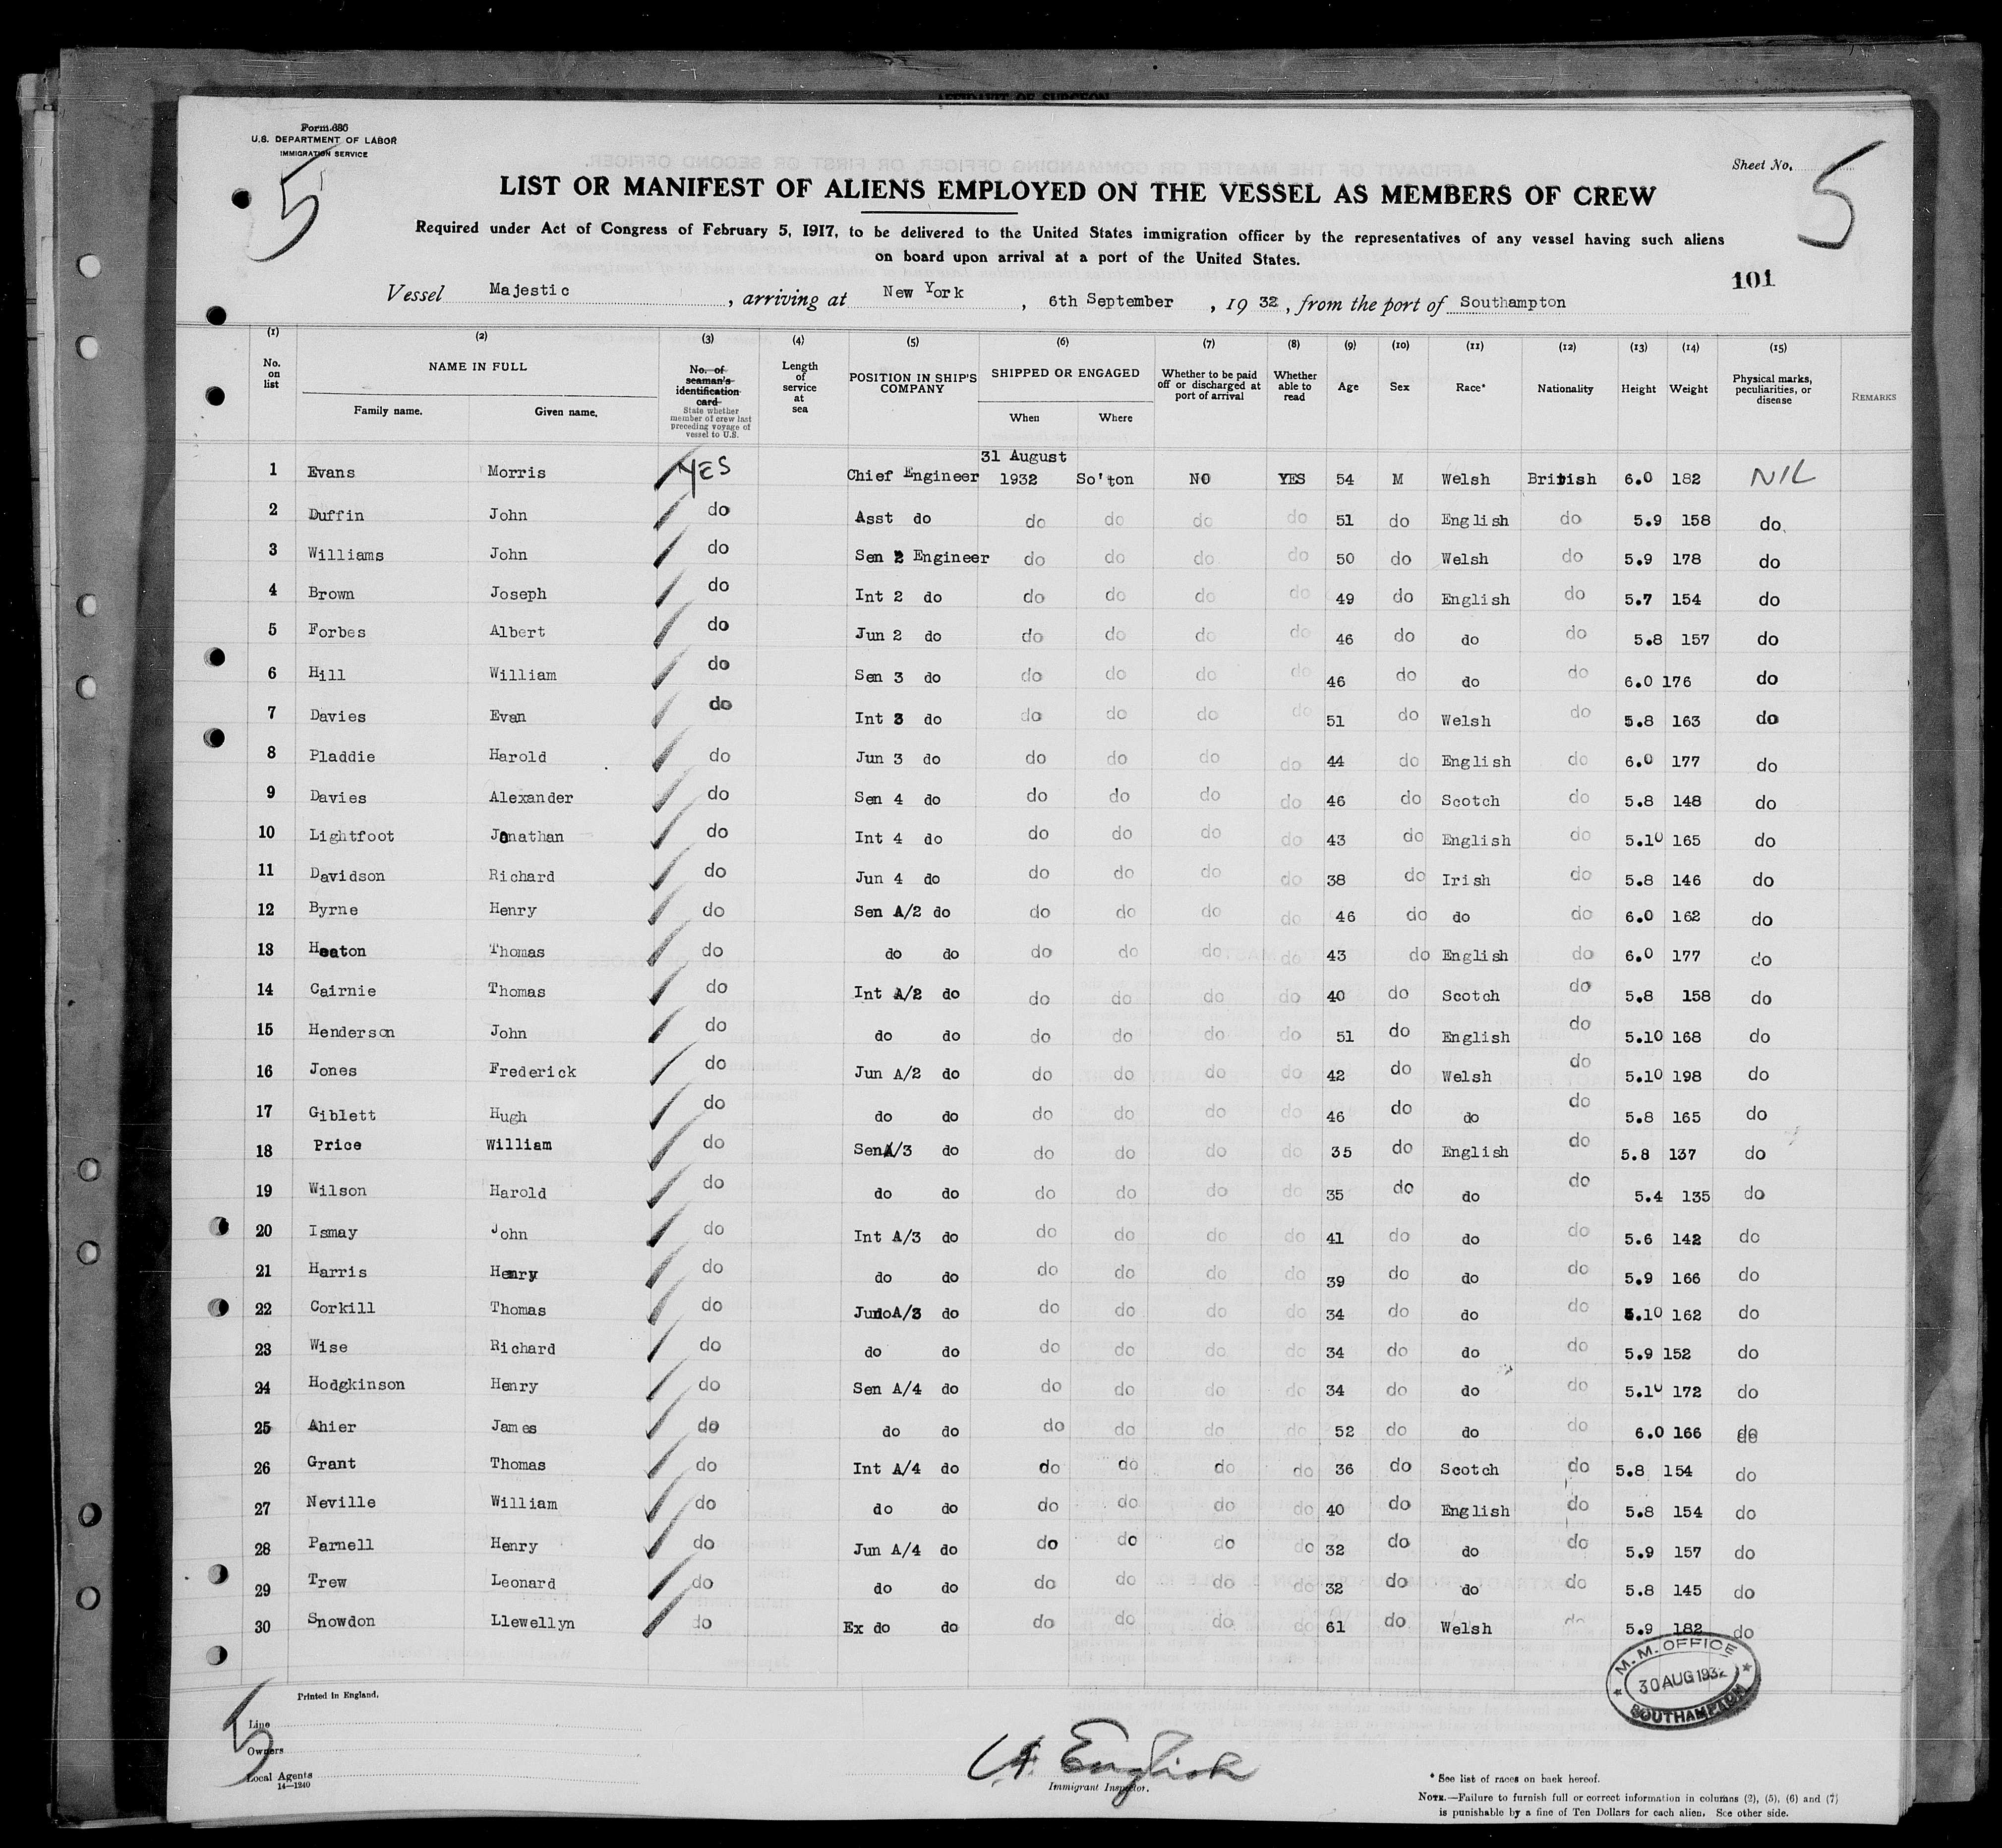 AFFIDAVIT OF SURGEON
Form 680
U.S. DEPARTMENT OF LABOR
IMMIGRATION SERVICE
5
Sheet No. 5
LIST OR MANIFEST OF ALIENS EMPLOYED ON THE VESSEL AS MEMBERS OF CREW
Required under Act of Congress of February 5, 1917, to be delivered to the United States immigration officer by the representatives of any vessel having such aliens
on board upon arrival at a port of the United States.
101
Vessel Majestic, arriving at New York, 6th September, 1932, from the port of Southampton
(1) (2) (3) (4) (5) (6) (7) (8) (9) (10) (11) (12) (13) (14) (15)
No. on list NAME IN FULL Family name. Given name. No. of seaman's identification card State whether member of crew last preceding voyage of vessel to U.S. Length of service at sea POSITION IN SHIP'S COMPANY SHIPPED OR ENGAGED When Where Whether to be paid off or discharged at port of arrival Whether able to read Age Sex Race* Nationality Height Weight Physical marks, peculiarities, or disease REMARKS
1 Evans Morris YES Chief Engineer 31 August 1932 So'ton NO YES 54 M Welsh British 6.0 182 NIL
2 Duffin John do Asst do do do do do 51 do English do 5.9 158 do
3 Williams John do Sen 2 Engineer do do do do 50 do Welsh do 5.9 178 do
4 Brown Joseph do Int 2 do do do do do 49 do English do 5.7 154 do
5 Forbes Albert do Jun 2 do do do do do 46 do do do 5.8 157 do
6 Hill William do Sen 3 do do do do do 46 do do do 6.0 176 do
7 Davies Evan do Int 3 do do do do do 51 do Welsh do 5.8 163 do
8 Pladdie Harold do Jun 3 do do do do do 44 do English do 6.0 177 do
9 Davies Alexander do Sen 4 do do do do do 46 do Scotch do 5.8 148 do
10 Lightfoot Jonathan do Int 4 do do do do do 43 do English do 5.10 165 do
11 Davidson Richard do Jun 4 do do do do do 38 do Irish do 5.8 146 do
12 Byrne Henry do Sen A/2 do do do do do 46 do do do 6.0 162 do
13 Heaton Thomas do do do do do do do 43 do English do 6.0 177 do
14 Cairnie Thomas do Int A/2 do do do do do 40 do Scotch do 5.8 158 do
15 Henderson John do do do do do do do 51 do English do 5.10 168 do
16 Jones Frederick do Jun A/2 do do do do do 42 do Welsh do 5.10 198 do
17 Giblett Hugh do do do do do do do 46 do do do 5.8 165 do
18 Price William do Sen A/3 do do do do do 35 do English do 5.8 137 do
19 Wilson Harold do do do do do do do 35 do do do 5.4 135 do
20 Ismay John do Int A/3 do do do do do 41 do do do 5.6 142 do
21 Harris Henry do do do do do do do 39 do do do 5.9 166 do
22 Corkill Thomas do Jun A/3 do do do do do 34 do do do 5.10 162 do
23 Wise Richard do do do do do do do 34 do do do 5.9 152 do
24 Hodgkinson Henry do Sen A/4 do do do do do 34 do do do 5.10 172 do
25 Ahier James do do do do do do do 52 do do do 6.0 166 do
26 Grant Thomas do Int A/4 do do do do do 36 do Scotch do 5.8 154 do
27 Neville William do do do do do do do 40 do English do 5.8 154 do
28 Parnell Henry do Jun A/4 do do do do do 32 do do do 5.9 157 do
29 Trew Leonard do do do do do do do 32 do do do 5.8 145 do
30 Snowdon Llewellyn do Ex do do do do do do 61 do Welsh do 5.9 182 do
M. M. OFFICE
30 AUG 1932
SOUTHAMPTON
Printed in England.
5
Line
Owners
Local Agents
14—1240
English
Immigrant Inspector.
* See list of races on back hereof.
NOTE.—Failure to furnish full or correct information in columns (2), (5), (6) and (7)
is punishable by a fine of Ten Dollars for each alien. See other side.